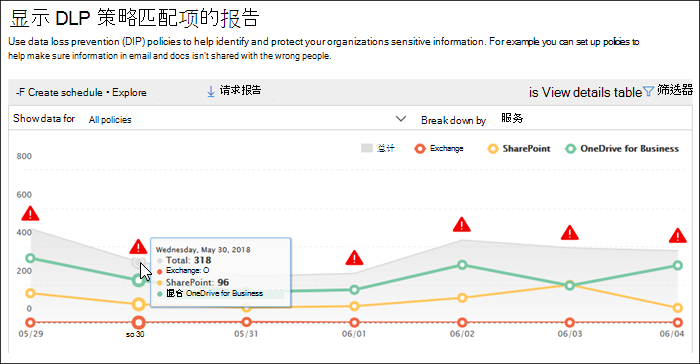 显示 DLP 策略匹配项的报告
Use data loss prevention (DIP) policies to help identify and protect your organizations sensitive information. For example you can set up policies to
help make sure information in email and docs isn't shared with the wrong people.
-F Create schedule • Explore 请求报告 is View details table 筛选器
Show data for All policies Break down by 服务
800
总计 Exchange SharePoint OneDrive for Business
600
400
Wednesday, May 30, 2018
Total: 318
Exchange: O
200
SharePoint: 96
混合 OneDrive for Business
0
05/29 so 30 05/31 06/01 06/02 06/03 06/04